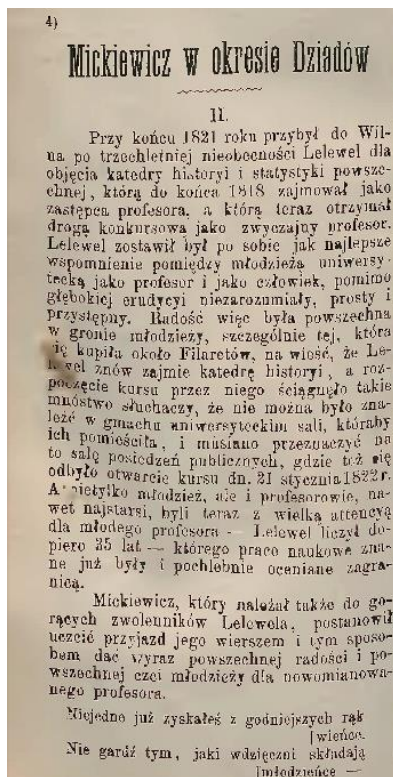 4)
Mickiewicz w okresie Dziadów
II.
Przy końcu 1821 roku przybył do Wil-
na po trzechletniej nieobecności Lelewel dla
objęcia katedry historyi i statystyki powsze-
chnej, którą do końca 1818 zajmował jako
zastępca profesora, a którą teraz otrzymał
drogą konkursowa jako zwyczajny profesor.
Lelewel zostawił był po sobie jak najlepsze
wspomnienie pomiędzy młodzieżą uniwersy-
tecką jako profesor i jako człowiek, pomimo
głębokiej erudycyi niezarozumiały, prosty i
przystępny. Radość więc była powszechna
w gronie młodzieży, szczególnie tej, która
się kupiła około Filaretów, na wieść, że Le-
lewel znów zajmie katedrę historyi, a roz-
poczęcie kursu przez niego ściągnęło takie
mnóstwo słuchaczy, że nie można było zna-
leźć w gmachu uniwersyteckim sali, któraby
ich pomieściła, i musiano przeznaczyć na
to salę posiedzeń publicznych, gdzie też się
odbyło otwarcie kursu dn. 21 stycznia 1822 r.
A nietylko młodzież, ale i profesorowie, na-
wet najstarsi, byli teraz z wielką attencyą
dla młodego profesora — Lelewel liczył do-
piero 35 lat — którego prace naukowe zna-
ne już były i pochlebnie oceniane zagra-
nicą.
Mickiewicz, który należał także do go-
rących zwolenników Lelewela, postanowił
uczcić przyjazd jego wierszem i tym sposo-
bem dać wyraz powszechnej radości i po-
wszechnej czci młodzieży dla nowomianowa-
nego profesora.
Niejedne już zyskałeś z godniejszych rąk
[wieńce.
Nie gardź tym, jaki wdzięczni składają
[młodzieńce —